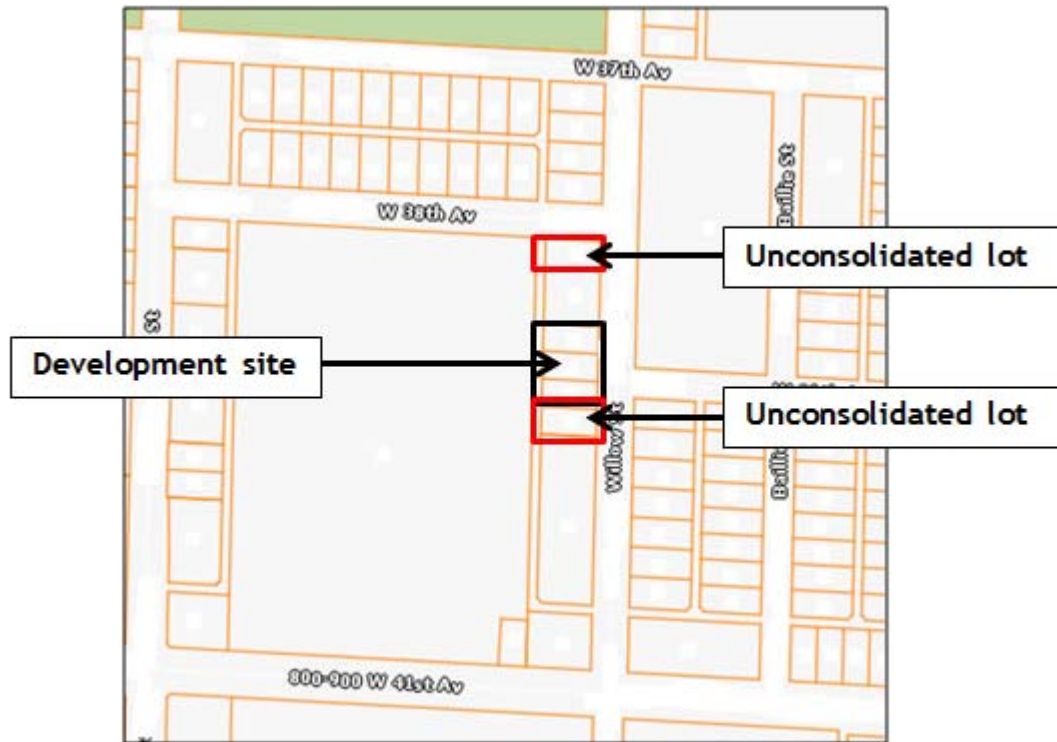 W 37th Av
Baillie St
W 38th Av
Unconsolidated lot
St
Development site
Unconsolidated lot
Willow St
800-900 W 41st Av